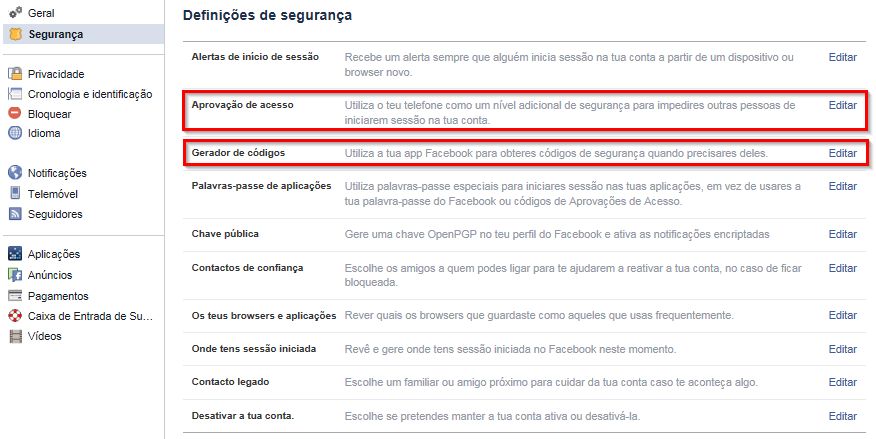 Geral
Segurança
Privacidade
Cronologia e identificação
Bloquear
Idioma
Notificações
Telemóvel
Seguidores
Aplicações
Anúncios
Pagamentos
Caixa de Entrada de Su...
Vídeos
Definições de segurança
Alertas de início de sessão Recebe um alerta sempre que alguém inicia sessão na tua conta a partir de um dispositivo ou Editar
browser novo.
Aprovação de acesso Utiliza o teu telefone como um nível adicional de segurança para impedires outras pessoas de Editar
iniciarem sessão na tua conta.
Gerador de códigos Utiliza a tua app Facebook para obteres códigos de segurança quando precisares deles. Editar
Palavras-passe de aplicações Utiliza palavras-passe especiais para iniciares sessão nas tuas aplicações, em vez de usares a Editar
tua palavra-passe do Facebook ou códigos de Aprovações de Acesso.
Chave pública Gere uma chave OpenPGP no teu perfil do Facebook e ativa as notificações encriptadas Editar
Contactos de confiança Escolhe os amigos a quem podes ligar para te ajudarem a reativar a tua conta, no caso de ficar Editar
bloqueada.
Os teus browsers e aplicações Rever quais os browsers que guardaste como aqueles que usas frequentemente. Editar
Onde tens sessão iniciada Revê e gere onde tens sessão iniciada no Facebook neste momento. Editar
Contacto legado Escolhe um familiar ou amigo próximo para cuidar da tua conta caso te aconteça algo. Editar
Desativar a tua conta. Escolhe se pretendes manter a tua conta ativa ou desativá-la. Editar